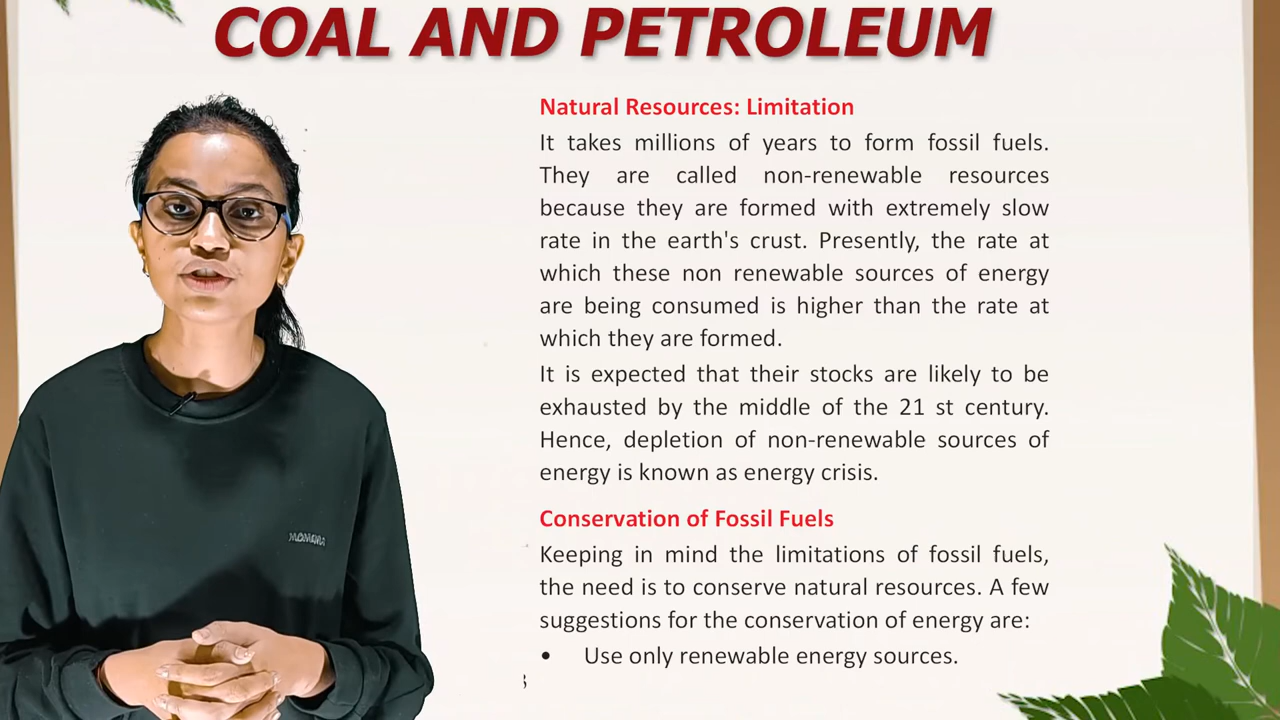 COAL AND PETROLEUM
Natural Resources: Limitation
It takes millions of years to form fossil fuels.
They are called non-renewable resources
because they are formed with extremely slow
rate in the earth's crust. Presently, the rate at
which these non renewable sources of energy
are being consumed is higher than the rate at
which they are formed.
It is expected that their stocks are likely to be
exhausted by the middle of the 21 st century.
Hence, depletion of non-renewable sources of
energy is known as energy crisis.
Conservation of Fossil Fuels
Keeping in mind the limitations of fossil fuels,
the need is to conserve natural resources. A few
suggestions for the conservation of energy are:
• Use only renewable energy sources.